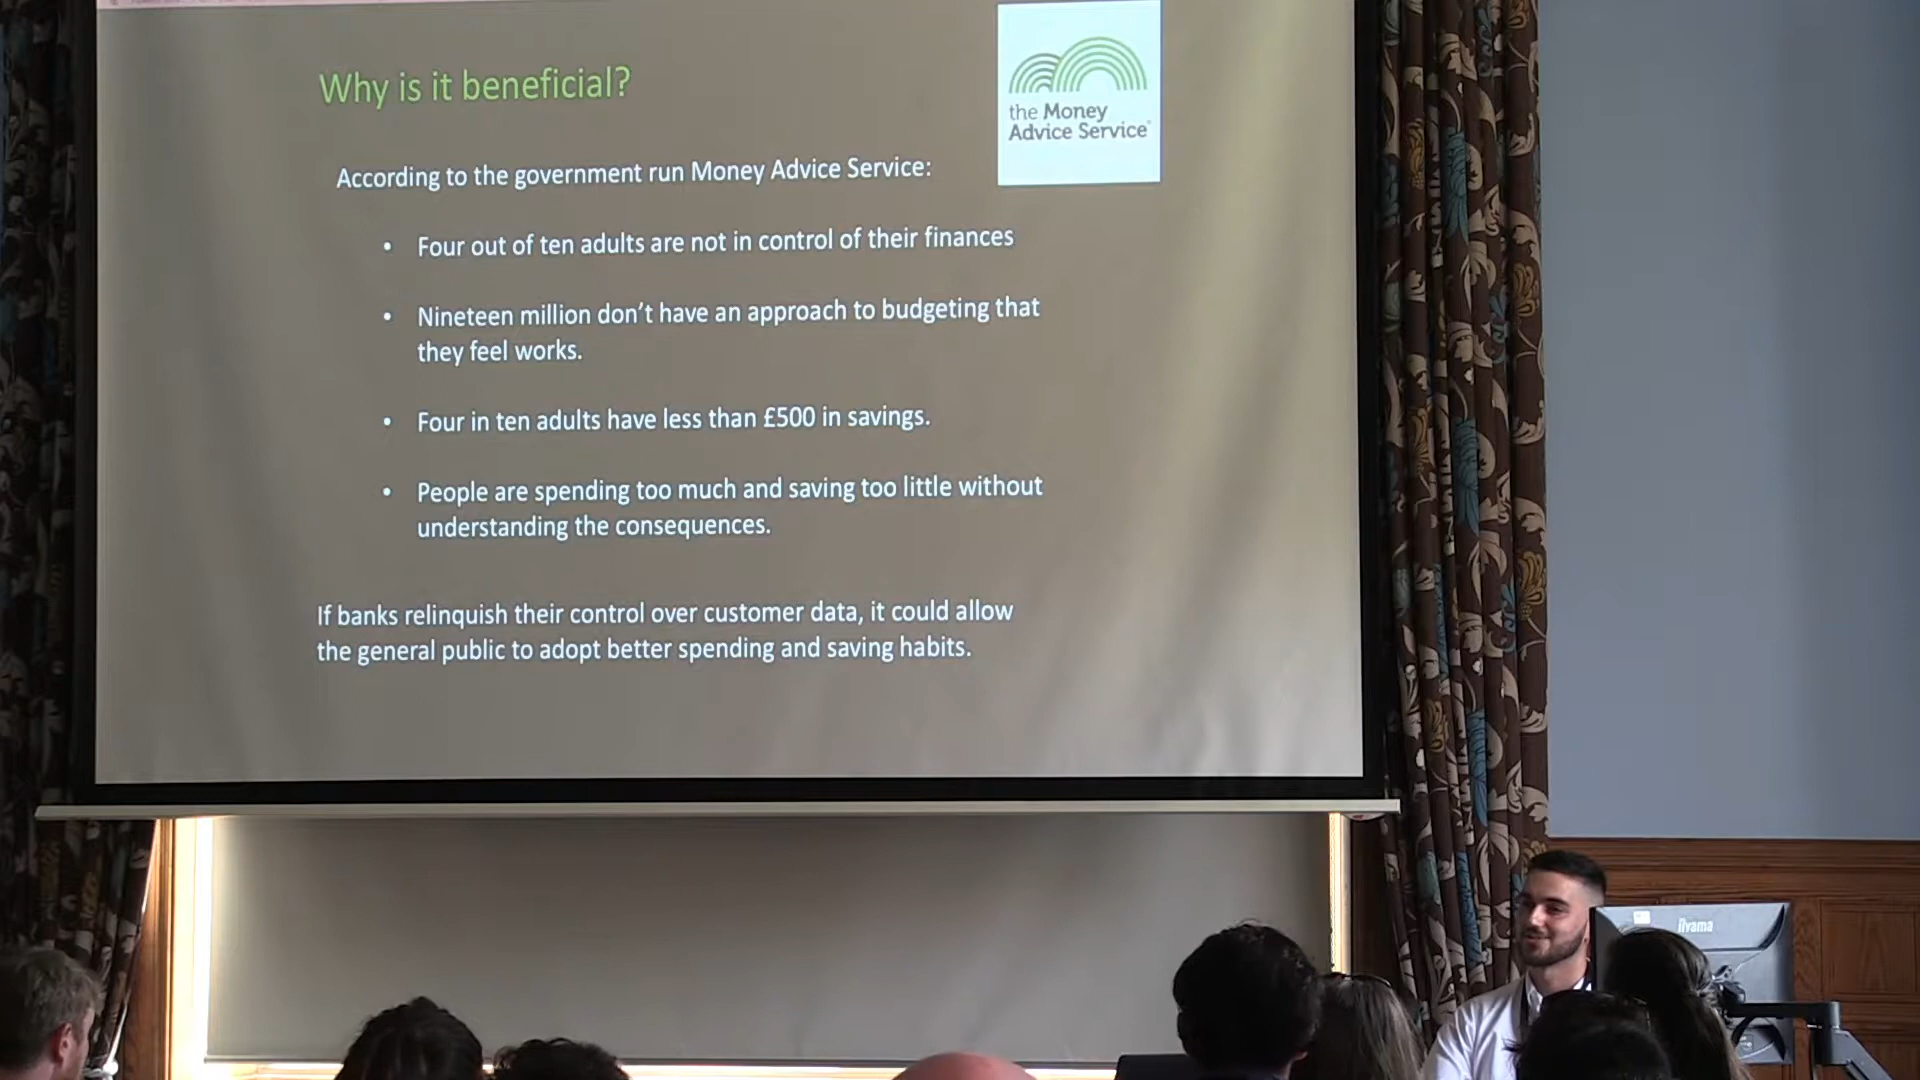 Why is it beneficial?
the Money
Advice Service
According to the government run Money Advice Service:
• Four out of ten adults are not in control of their finances
• Nineteen million don't have an approach to budgeting that
they feel works.
• Four in ten adults have less than £500 in savings.
• People are spending too much and saving too little without
understanding the consequences.
If banks relinquish their control over customer data, it could allow
the general public to adopt better spending and saving habits.
iiyama